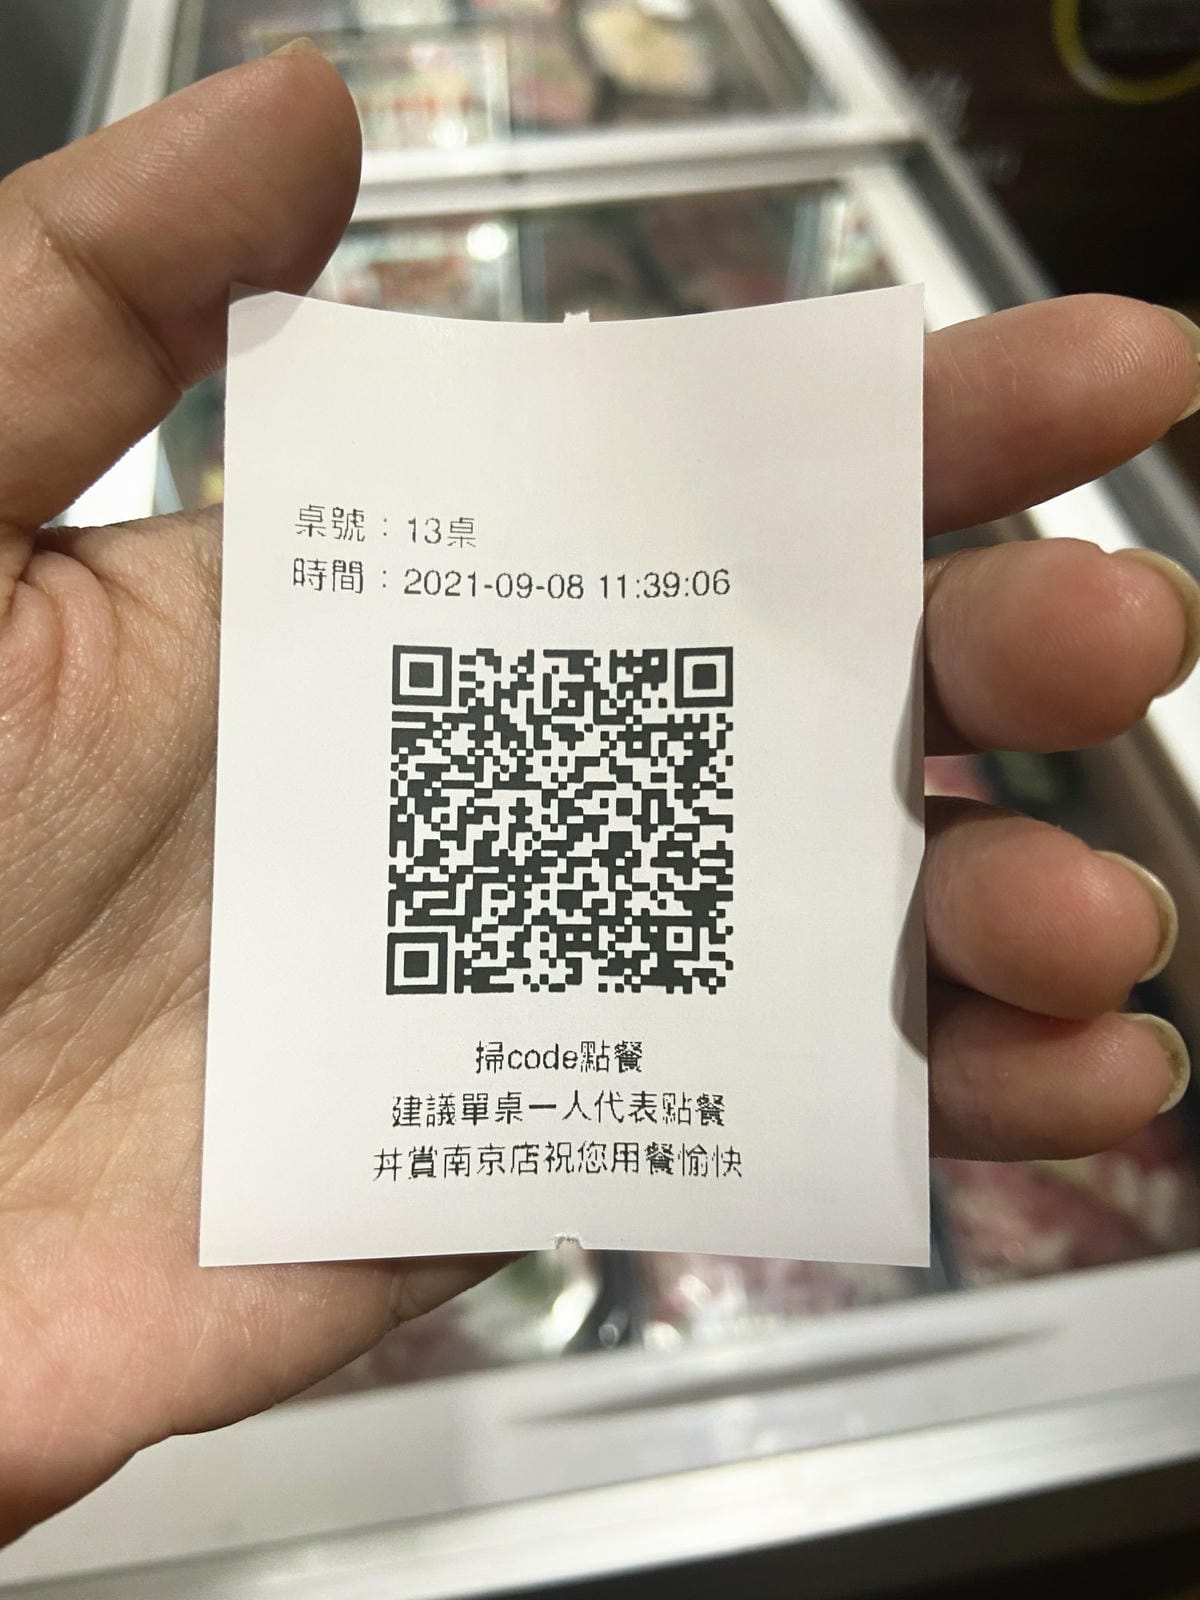 桌號：13桌
時間：2021-09-08 11:39:06
掃code點餐
建議單桌一人代表點餐
丼賞南京店祝您用餐愉快